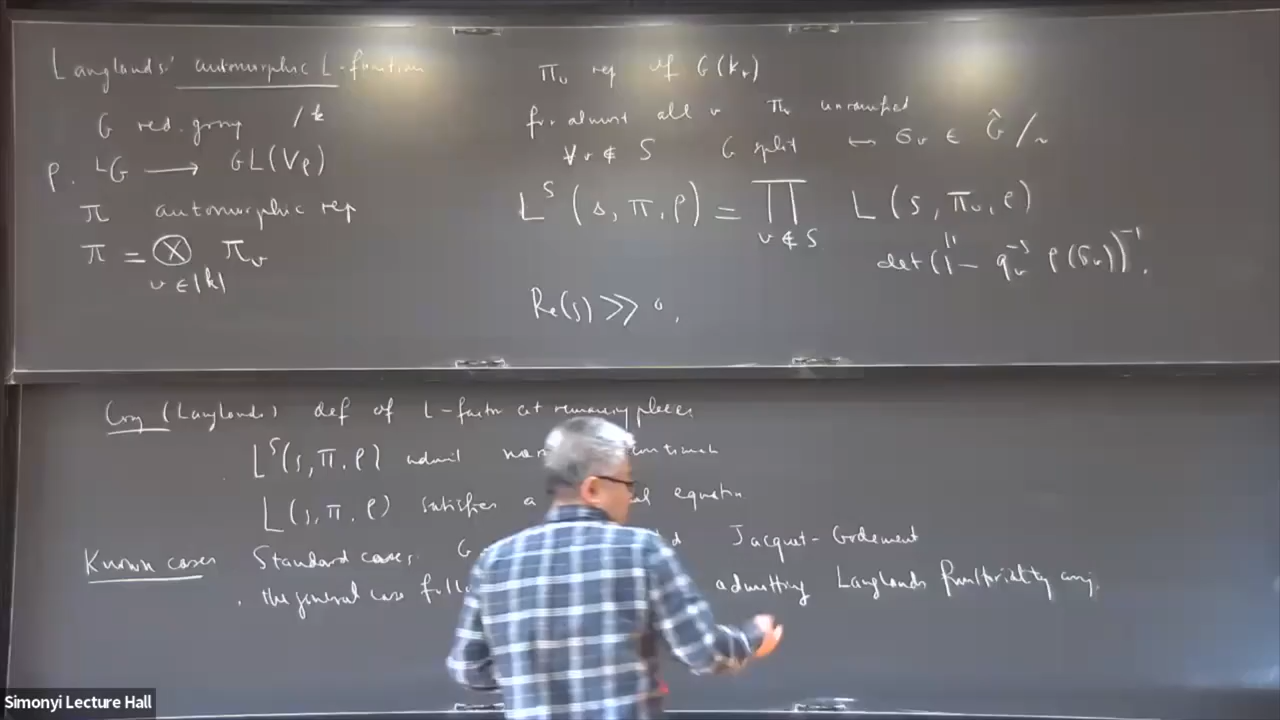 Langlands' automorphic L-function
G red. group /k
ρ. ᴸG ⟶ GL(Vρ)
π automorphic rep
π = ⊗ π_v
v ∈ |k|
π_v rep of G(k_v)
for almost all v π_v unramified
∀ v ∉ S G split ↔ σ_v ∈ Ĝ/~
L^S (s, π, ρ) = ∏ L(s, π_v, ρ)
v ∉ S
det(1 - q_v^{-s} ρ(σ_v))^{-1}.
Re(s) ≫ 0.
Conj (Langlands) def of L-factor at remaining places
L^S(s, π, ρ) admit
L(s, π, ρ) satisfies a equation
Known cases Standard cases. G Jacquet-Godement
. the general case admitting Langlands functoriality conj.
Simonyi Lecture Hall